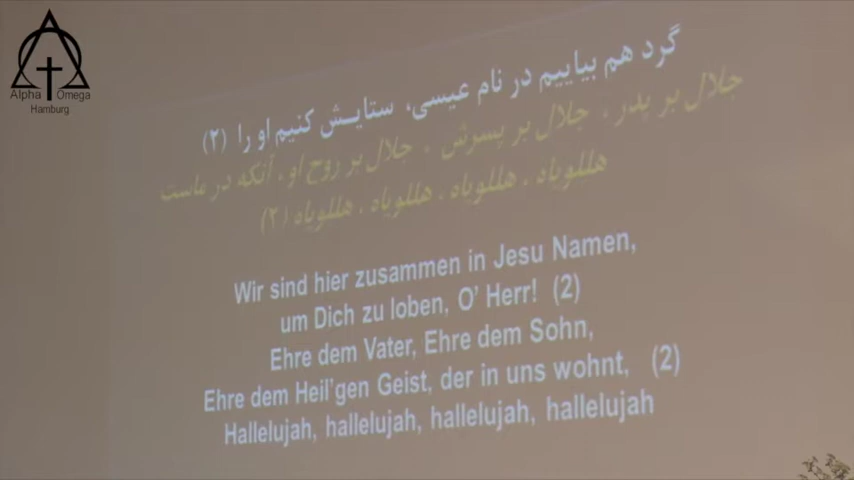 Alpha Omega
Hamburg
گرد هم بیاییم در نام عیسی، ستایش کنیم او را (۲)
جلال بر پدر، جلال بر پسرش، جلال بر روح او، آنکه در ماست
هللویاه، هللویاه، هللویاه، هللویاه (۲)
Wir sind hier zusammen in Jesu Namen,
um Dich zu loben, O' Herr! (2)
Ehre dem Vater, Ehre dem Sohn,
Ehre dem Heil'gen Geist, der in uns wohnt, (2)
Hallelujah, hallelujah, hallelujah, hallelujah